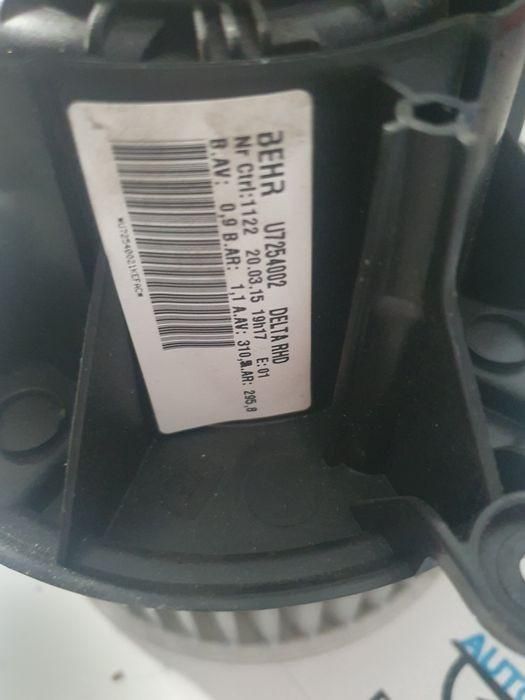 BEHR U7254002 DELTA RHD
Nr Ctrl:1122 20.03.15 19h17 E:01
B.AV: 0,9 B.AR: 1,1 A.AV: 310, AR: 295,8
AUT